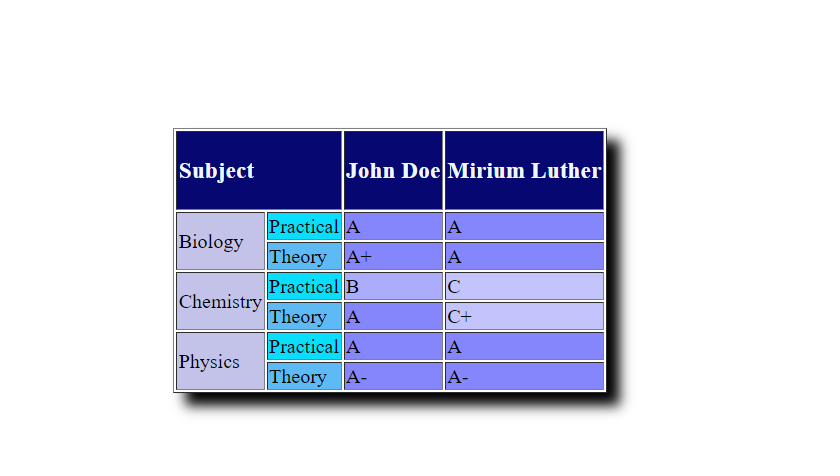 Subject John Doe Mirium Luther
Biology Practical A A
Theory A+ A
Chemistry Practical B C
Theory A C+
Physics Practical A A
Theory A- A-